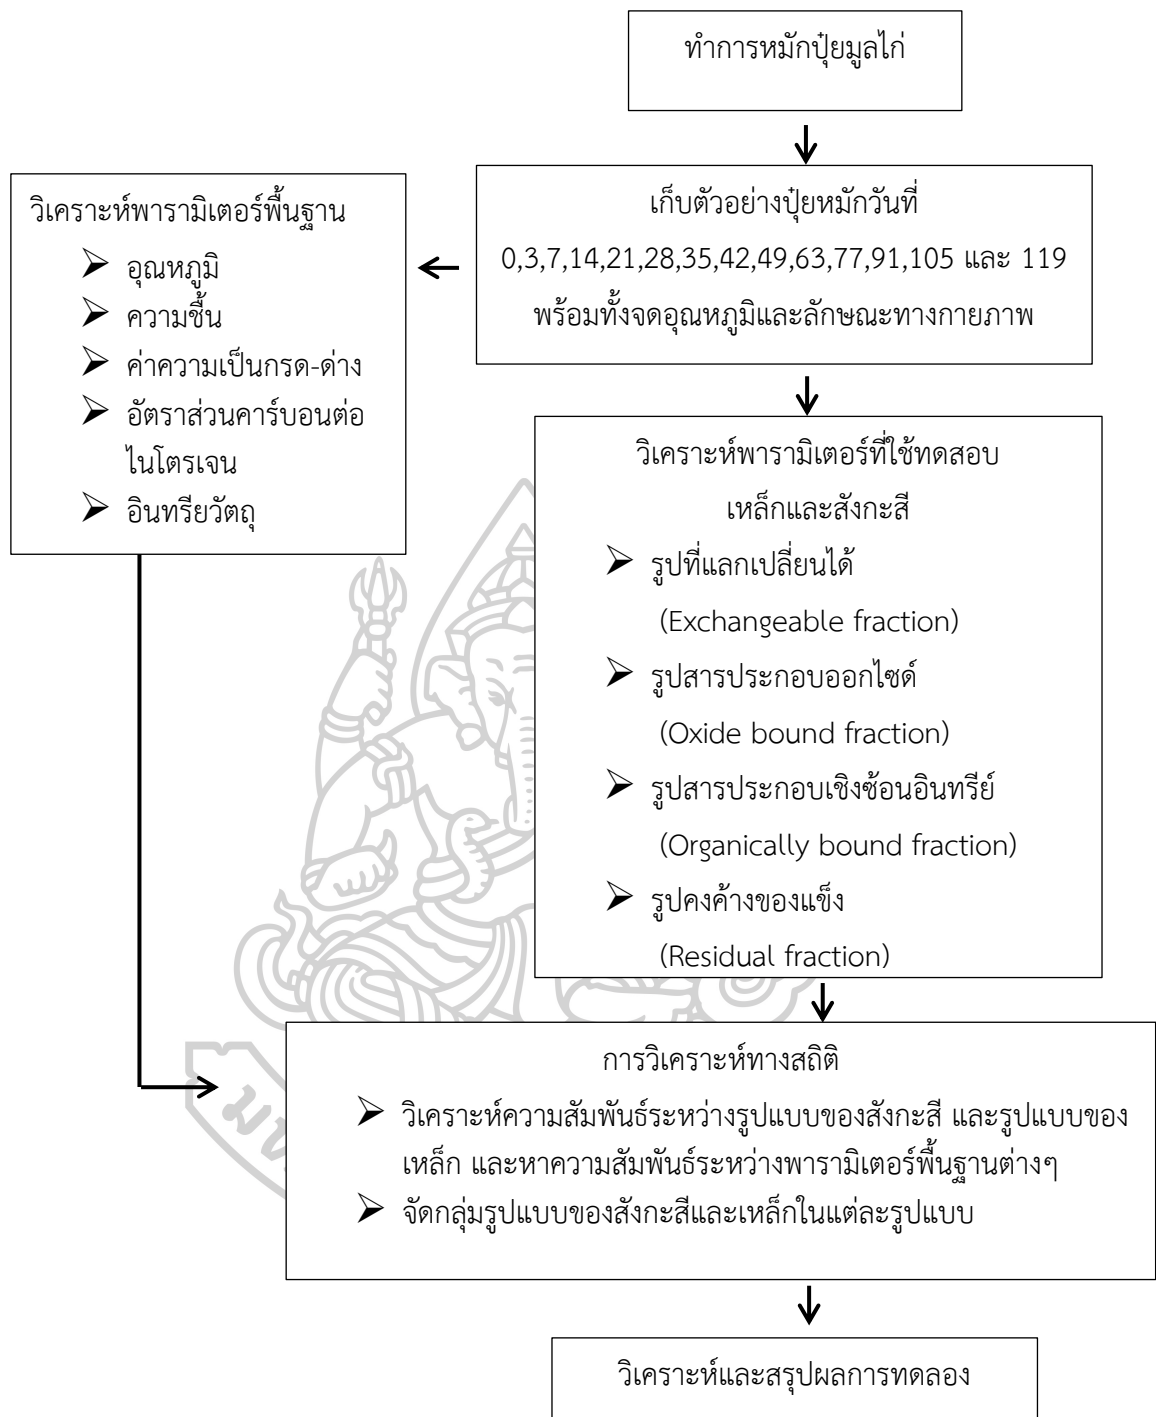 ทำการหมักปุ๋ยมูลไก่
เก็บตัวอย่างปุ๋ยหมักวันที่
0,3,7,14,21,28,35,42,49,63,77,91,105 และ 119
พร้อมทั้งจดอุณหภูมิและลักษณะทางกายภาพ
วิเคราะห์พารามิเตอร์พื้นฐาน
➢ อุณหภูมิ
➢ ความชื้น
➢ ค่าความเป็นกรด-ด่าง
➢ อัตราส่วนคาร์บอนต่อ
ไนโตรเจน
➢ อินทรียวัตถุ
วิเคราะห์พารามิเตอร์ที่ใช้ทดสอบ
เหล็กและสังกะสี
➢ รูปที่แลกเปลี่ยนได้
(Exchangeable fraction)
➢ รูปสารประกอบออกไซด์
(Oxide bound fraction)
➢ รูปสารประกอบเชิงซ้อนอินทรีย์
(Organically bound fraction)
➢ รูปคงค้างของแข็ง
(Residual fraction)
การวิเคราะห์ทางสถิติ
➢ วิเคราะห์ความสัมพันธ์ระหว่างรูปแบบของสังกะสี และรูปแบบของ
เหล็ก และหาความสัมพันธ์ระหว่างพารามิเตอร์พื้นฐานต่างๆ
➢ จัดกลุ่มรูปแบบของสังกะสีและเหล็กในแต่ละรูปแบบ
วิเคราะห์และสรุปผลการทดลอง